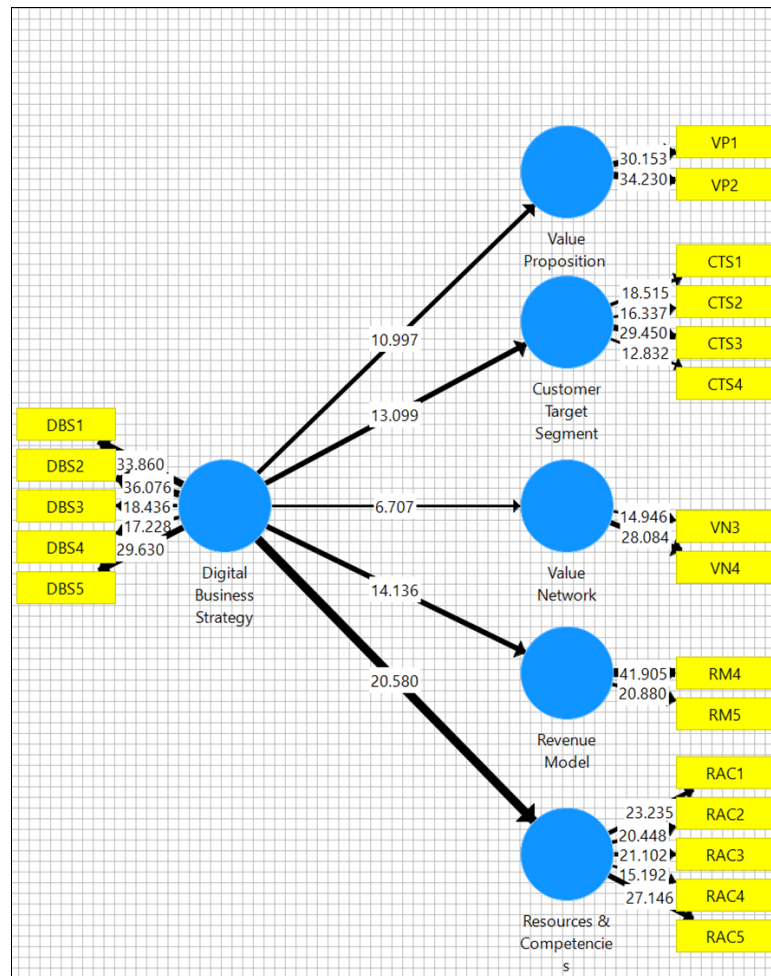 VP1
30.153
34.230
VP2
Value
Proposition
CTS1
18.515
CTS2
16.337
29.450
CTS3
12.832
CTS4
10.997
Customer
Target
Segment
13.099
DBS1
DBS2
33.860
36.076
DBS3
18.436
17.228
DBS4
29.630
DBS5
Digital
Business
Strategy
6.707
14.946
VN3
28.084
VN4
Value
Network
14.136
41.905
RM4
20.880
RM5
Revenue
Model
20.580
RAC1
23.235
RAC2
20.448
21.102
RAC3
15.192
RAC4
27.146
RAC5
Resources &
Competencie
s